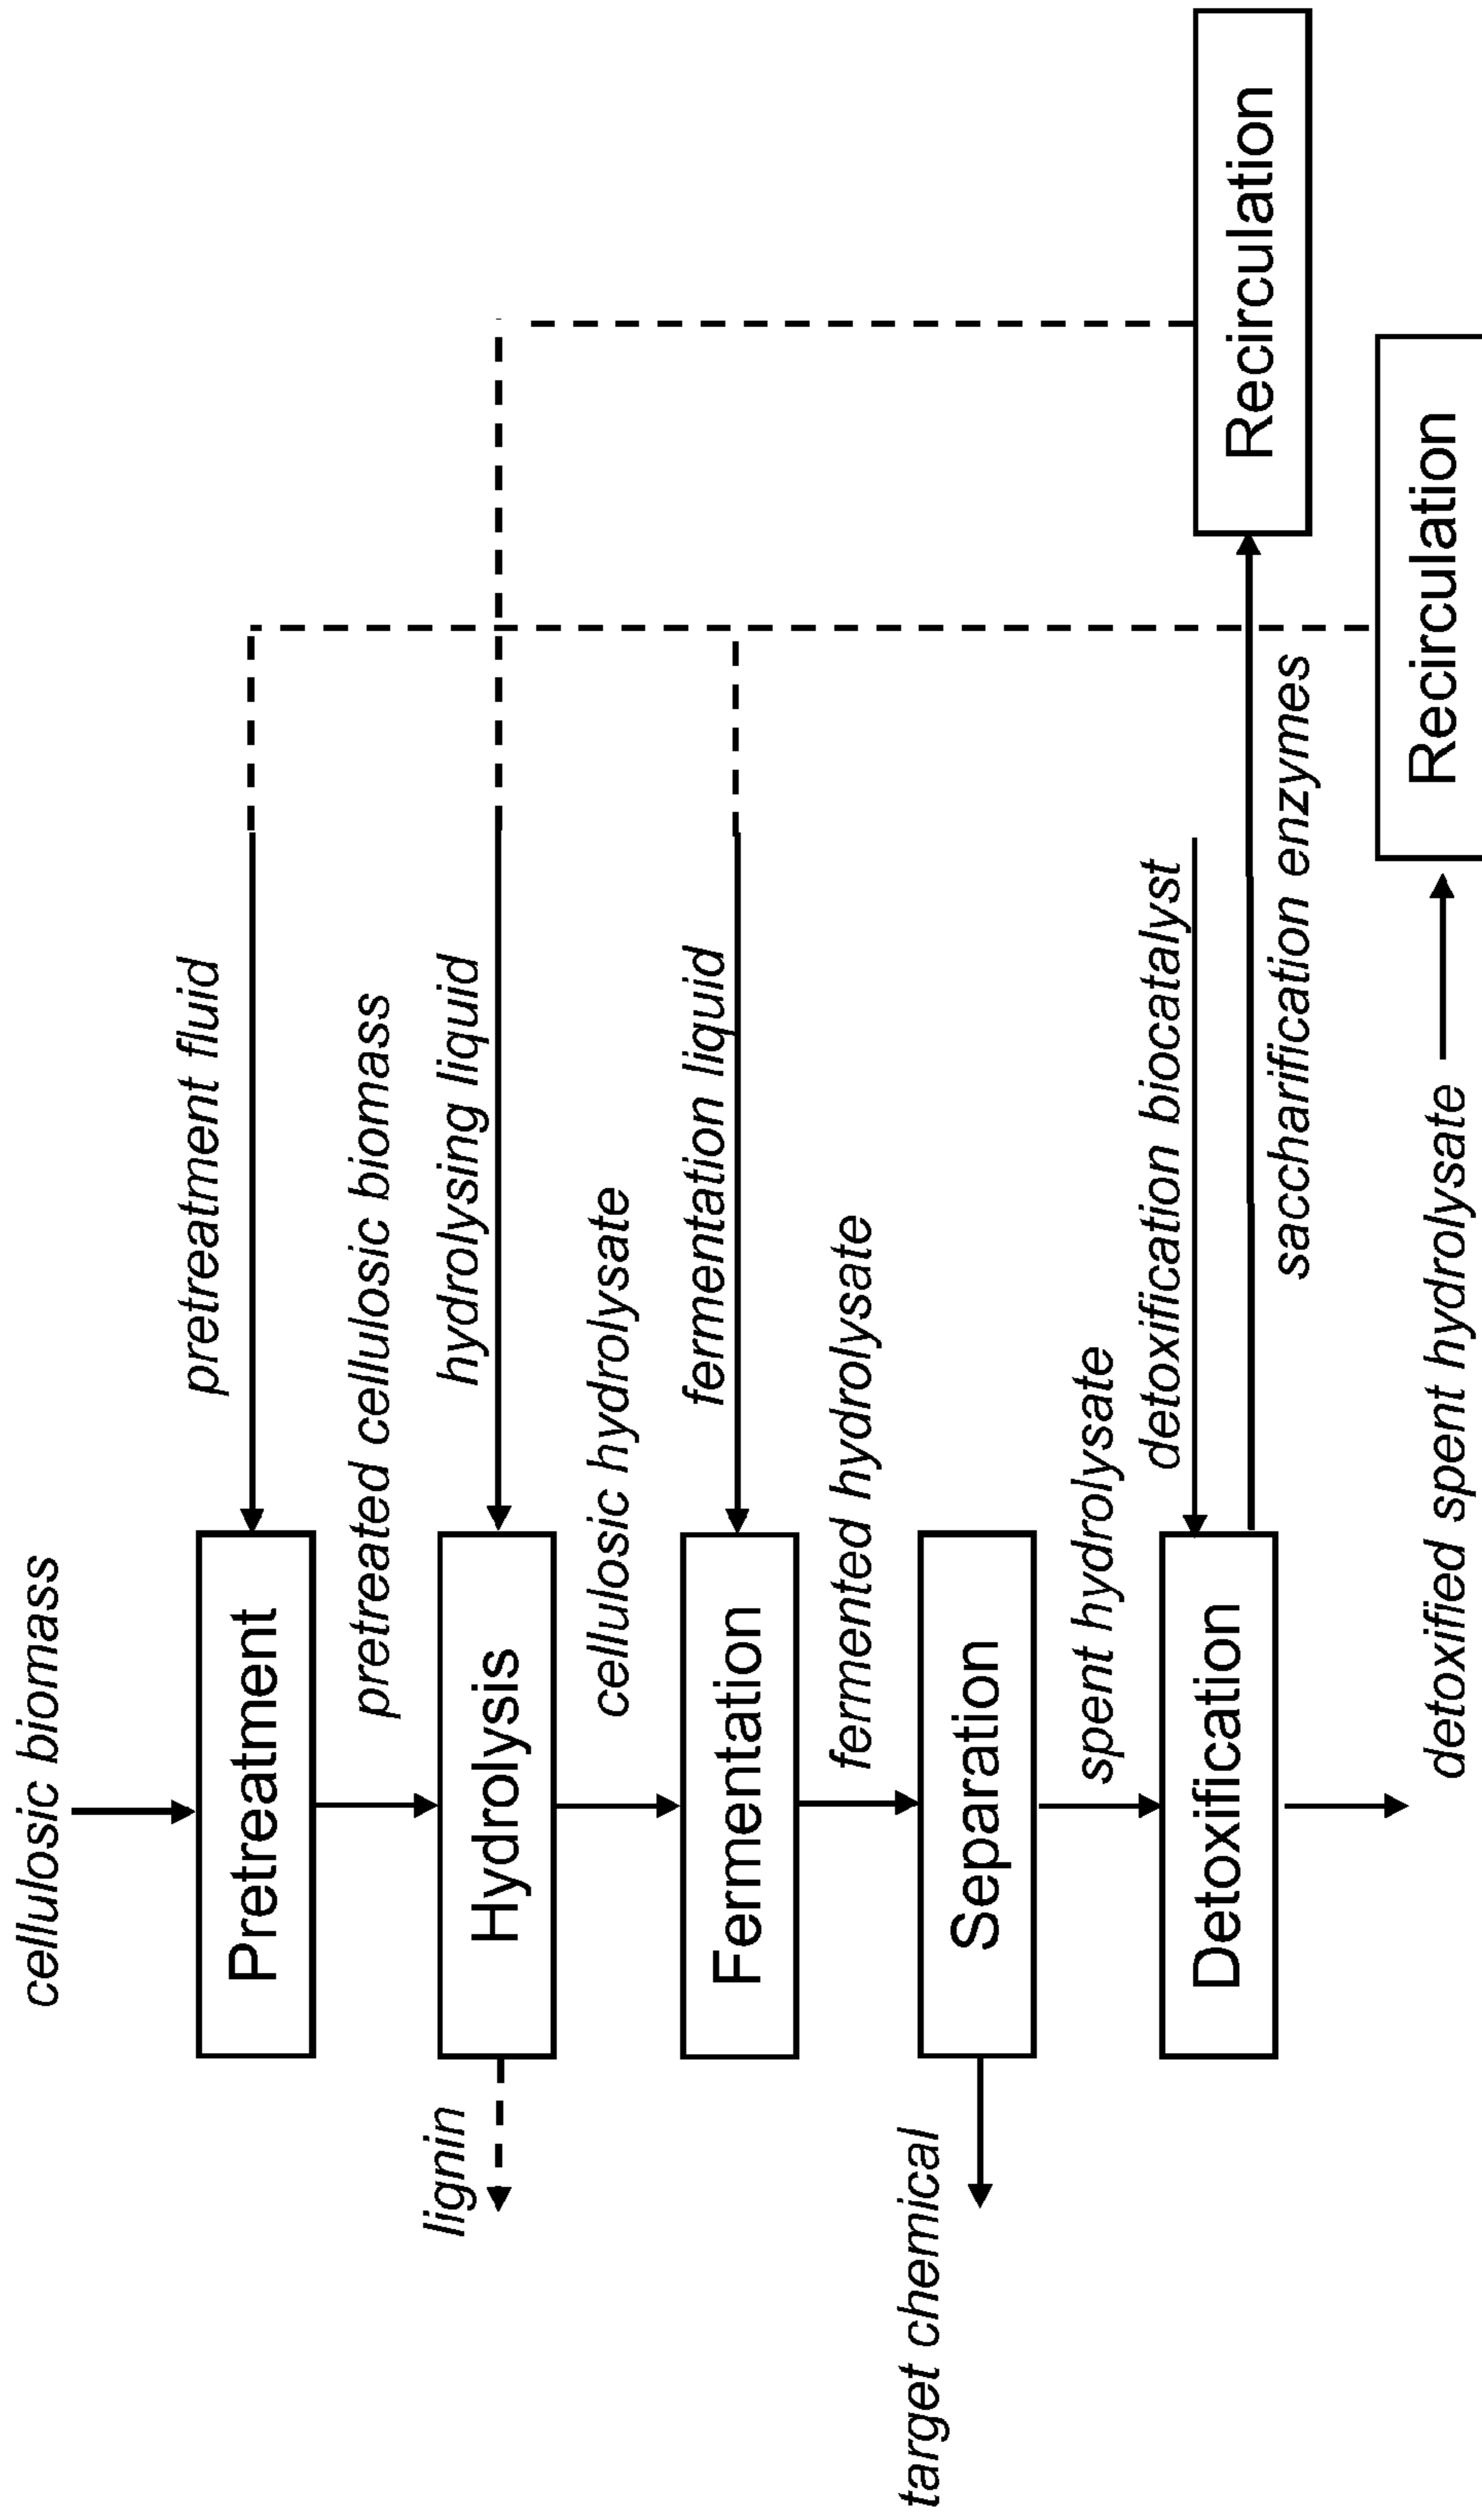 cellulosic biomass
pretreatment fluid
Pretreatment
pretreated cellulosic biomass
hydrolysing liquid
lignin
Hydrolysis
cellulosic hydrolysate
fermentation liquid
Fermentation
fermented hydrolysate
target chemical
Separation
spent hydrolysate
detoxification biocatalyst
Detoxification
Recirculation
saccharification enzymes
detoxified spent hydrolysate
Recirculation